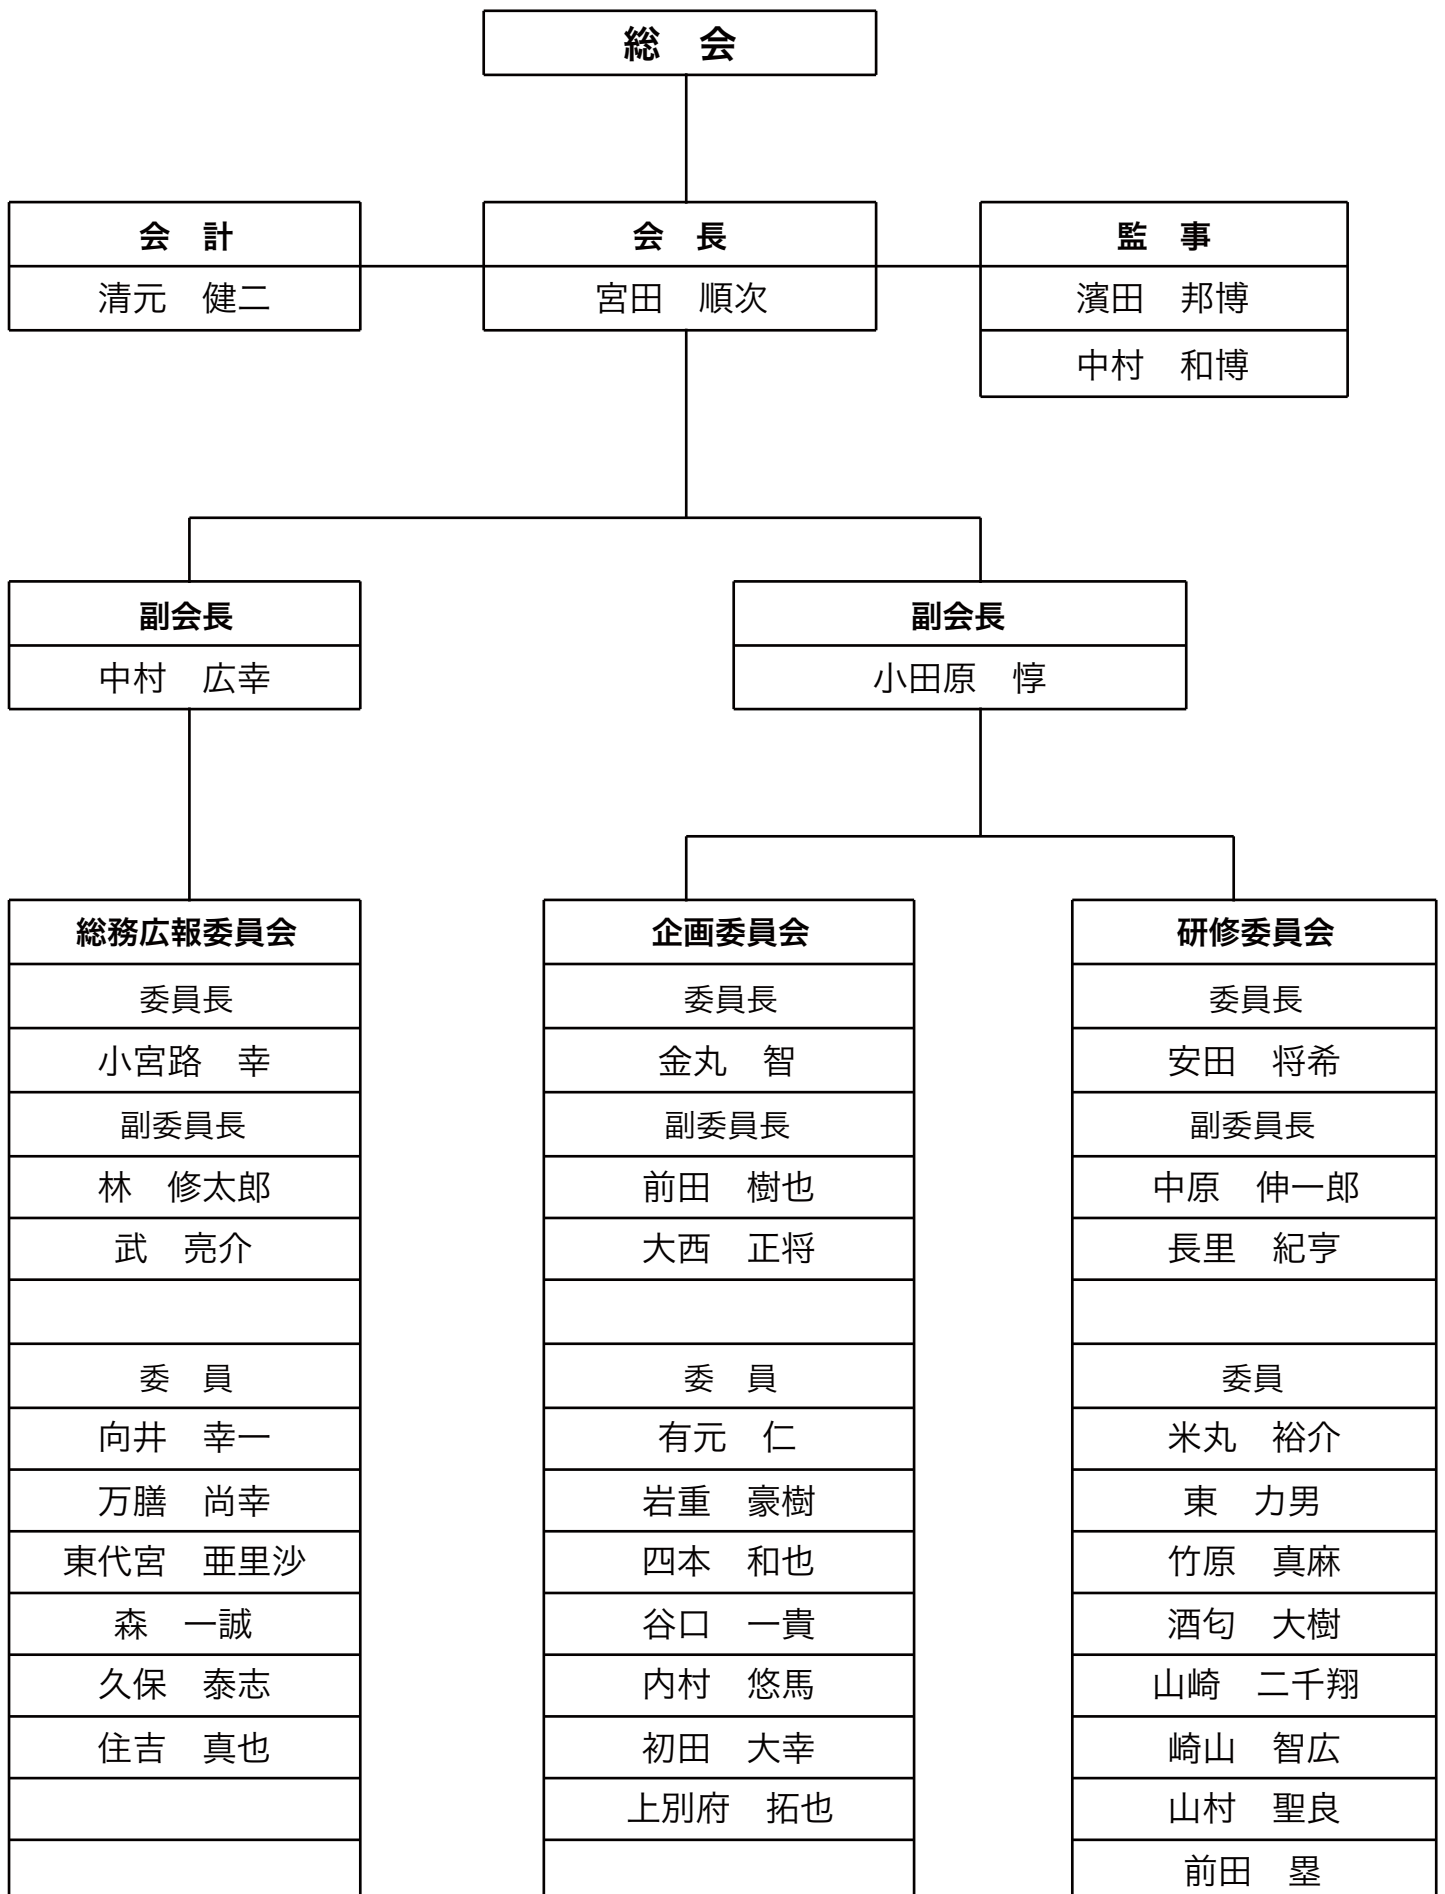 総　会
会　計
清元　健二
会　長
宮田　順次
監　事
濱田　邦博
中村　和博
副会長
中村　広幸
副会長
小田原　惇
総務広報委員会
委員長
小宮路　幸
副委員長
林　修太郎
武　亮介
委　員
向井　幸一
万膳　尚幸
東代宮　亜里沙
森　一誠
久保　泰志
住吉　真也
企画委員会
委員長
金丸　智
副委員長
前田　樹也
大西　正将
委　員
有元　仁
岩重　豪樹
四本　和也
谷口　一貴
内村　悠馬
初田　大幸
上別府　拓也
研修委員会
委員長
安田　将希
副委員長
中原　伸一郎
長里　紀亨
委員
米丸　裕介
東　力男
竹原　真麻
酒匂　大樹
山崎　二千翔
崎山　智広
山村　聖良
前田　塁